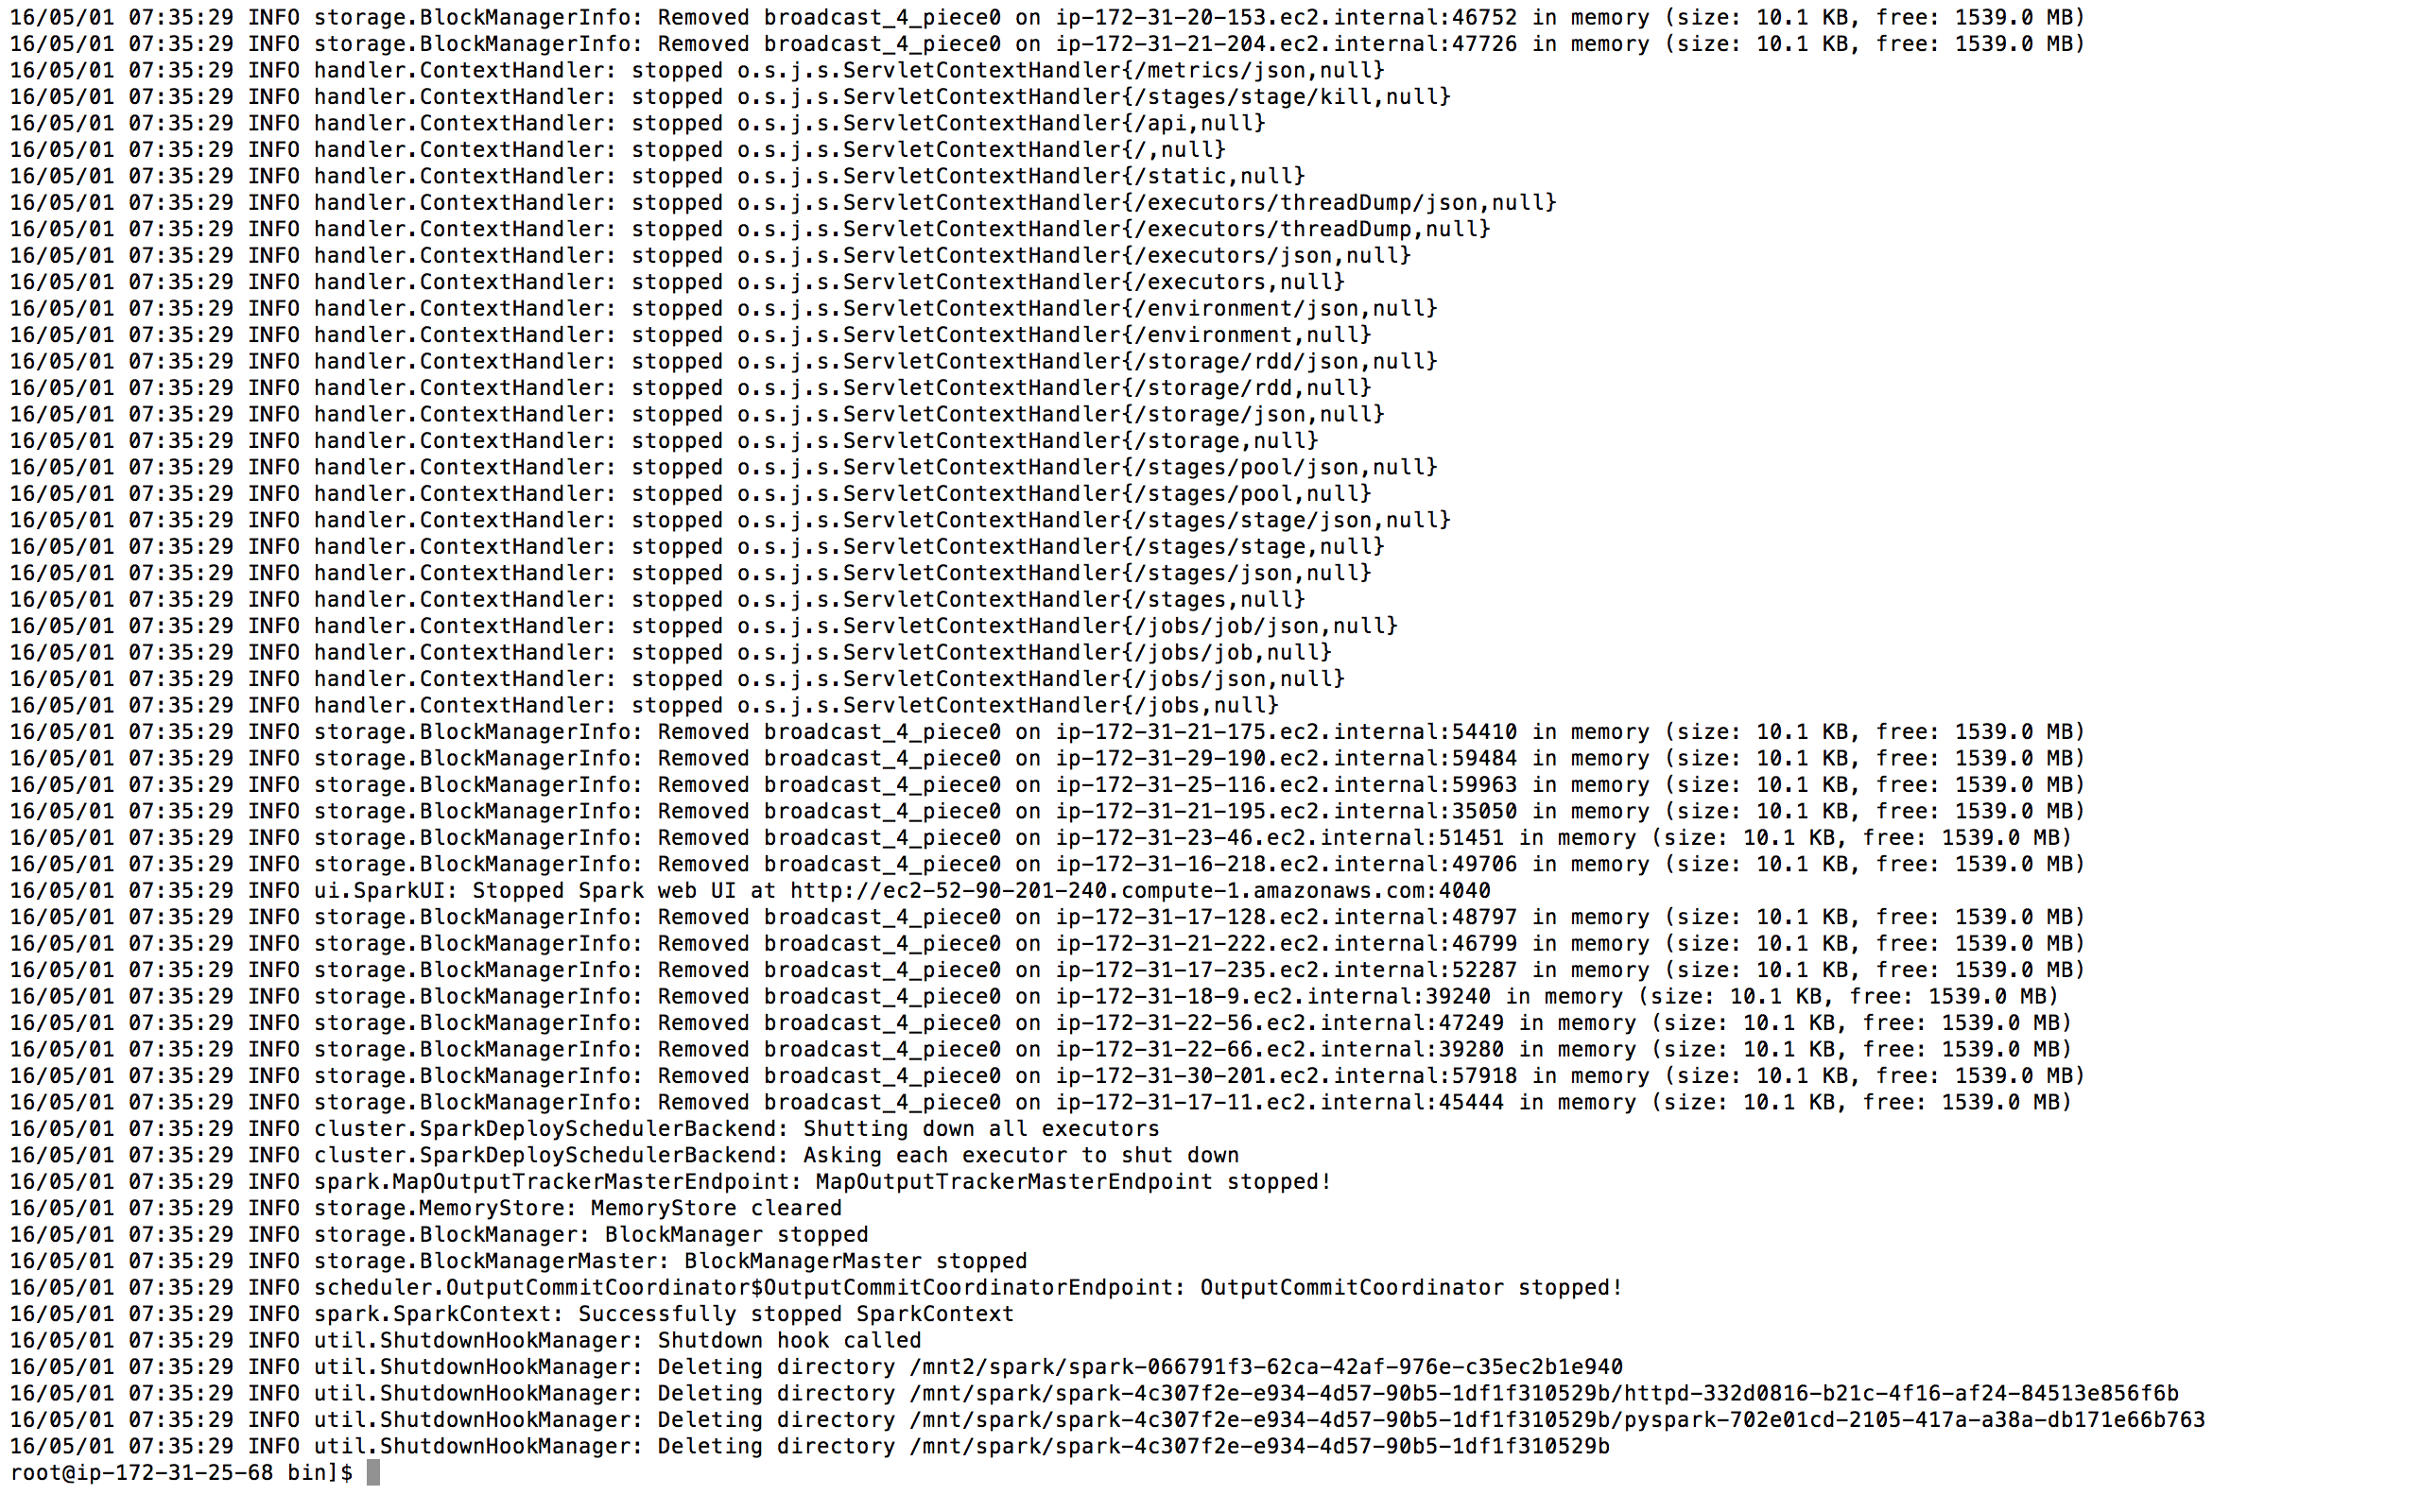 16/05/01 07:35:29 INFO storage.BlockManagerInfo: Removed broadcast_4_piece0 on ip-172-31-20-153.ec2.internal:46752 in memory (size: 10.1 KB, free: 1539.0 MB)
16/05/01 07:35:29 INFO storage.BlockManagerInfo: Removed broadcast_4_piece0 on ip-172-31-21-204.ec2.internal:47726 in memory (size: 10.1 KB, free: 1539.0 MB)
16/05/01 07:35:29 INFO handler.ContextHandler: stopped o.s.j.s.ServletContextHandler{/metrics/json,null}
16/05/01 07:35:29 INFO handler.ContextHandler: stopped o.s.j.s.ServletContextHandler{/stages/stage/kill,null}
16/05/01 07:35:29 INFO handler.ContextHandler: stopped o.s.j.s.ServletContextHandler{/api,null}
16/05/01 07:35:29 INFO handler.ContextHandler: stopped o.s.j.s.ServletContextHandler{/,null}
16/05/01 07:35:29 INFO handler.ContextHandler: stopped o.s.j.s.ServletContextHandler{/static,null}
16/05/01 07:35:29 INFO handler.ContextHandler: stopped o.s.j.s.ServletContextHandler{/executors/threadDump/json,null}
16/05/01 07:35:29 INFO handler.ContextHandler: stopped o.s.j.s.ServletContextHandler{/executors/threadDump,null}
16/05/01 07:35:29 INFO handler.ContextHandler: stopped o.s.j.s.ServletContextHandler{/executors/json,null}
16/05/01 07:35:29 INFO handler.ContextHandler: stopped o.s.j.s.ServletContextHandler{/executors,null}
16/05/01 07:35:29 INFO handler.ContextHandler: stopped o.s.j.s.ServletContextHandler{/environment/json,null}
16/05/01 07:35:29 INFO handler.ContextHandler: stopped o.s.j.s.ServletContextHandler{/environment,null}
16/05/01 07:35:29 INFO handler.ContextHandler: stopped o.s.j.s.ServletContextHandler{/storage/rdd/json,null}
16/05/01 07:35:29 INFO handler.ContextHandler: stopped o.s.j.s.ServletContextHandler{/storage/rdd,null}
16/05/01 07:35:29 INFO handler.ContextHandler: stopped o.s.j.s.ServletContextHandler{/storage/json,null}
16/05/01 07:35:29 INFO handler.ContextHandler: stopped o.s.j.s.ServletContextHandler{/storage,null}
16/05/01 07:35:29 INFO handler.ContextHandler: stopped o.s.j.s.ServletContextHandler{/stages/pool/json,null}
16/05/01 07:35:29 INFO handler.ContextHandler: stopped o.s.j.s.ServletContextHandler{/stages/pool,null}
16/05/01 07:35:29 INFO handler.ContextHandler: stopped o.s.j.s.ServletContextHandler{/stages/stage/json,null}
16/05/01 07:35:29 INFO handler.ContextHandler: stopped o.s.j.s.ServletContextHandler{/stages/stage,null}
16/05/01 07:35:29 INFO handler.ContextHandler: stopped o.s.j.s.ServletContextHandler{/stages/json,null}
16/05/01 07:35:29 INFO handler.ContextHandler: stopped o.s.j.s.ServletContextHandler{/stages,null}
16/05/01 07:35:29 INFO handler.ContextHandler: stopped o.s.j.s.ServletContextHandler{/jobs/job/json,null}
16/05/01 07:35:29 INFO handler.ContextHandler: stopped o.s.j.s.ServletContextHandler{/jobs/job,null}
16/05/01 07:35:29 INFO handler.ContextHandler: stopped o.s.j.s.ServletContextHandler{/jobs/json,null}
16/05/01 07:35:29 INFO handler.ContextHandler: stopped o.s.j.s.ServletContextHandler{/jobs,null}
16/05/01 07:35:29 INFO storage.BlockManagerInfo: Removed broadcast_4_piece0 on ip-172-31-21-175.ec2.internal:54410 in memory (size: 10.1 KB, free: 1539.0 MB)
16/05/01 07:35:29 INFO storage.BlockManagerInfo: Removed broadcast_4_piece0 on ip-172-31-29-190.ec2.internal:59484 in memory (size: 10.1 KB, free: 1539.0 MB)
16/05/01 07:35:29 INFO storage.BlockManagerInfo: Removed broadcast_4_piece0 on ip-172-31-25-116.ec2.internal:59963 in memory (size: 10.1 KB, free: 1539.0 MB)
16/05/01 07:35:29 INFO storage.BlockManagerInfo: Removed broadcast_4_piece0 on ip-172-31-21-195.ec2.internal:35050 in memory (size: 10.1 KB, free: 1539.0 MB)
16/05/01 07:35:29 INFO storage.BlockManagerInfo: Removed broadcast_4_piece0 on ip-172-31-23-46.ec2.internal:51451 in memory (size: 10.1 KB, free: 1539.0 MB)
16/05/01 07:35:29 INFO storage.BlockManagerInfo: Removed broadcast_4_piece0 on ip-172-31-16-218.ec2.internal:49706 in memory (size: 10.1 KB, free: 1539.0 MB)
16/05/01 07:35:29 INFO ui.SparkUI: Stopped Spark web UI at http://ec2-52-90-201-240.compute-1.amazonaws.com:4040
16/05/01 07:35:29 INFO storage.BlockManagerInfo: Removed broadcast_4_piece0 on ip-172-31-17-128.ec2.internal:48797 in memory (size: 10.1 KB, free: 1539.0 MB)
16/05/01 07:35:29 INFO storage.BlockManagerInfo: Removed broadcast_4_piece0 on ip-172-31-21-222.ec2.internal:46799 in memory (size: 10.1 KB, free: 1539.0 MB)
16/05/01 07:35:29 INFO storage.BlockManagerInfo: Removed broadcast_4_piece0 on ip-172-31-17-235.ec2.internal:52287 in memory (size: 10.1 KB, free: 1539.0 MB)
16/05/01 07:35:29 INFO storage.BlockManagerInfo: Removed broadcast_4_piece0 on ip-172-31-18-9.ec2.internal:39240 in memory (size: 10.1 KB, free: 1539.0 MB)
16/05/01 07:35:29 INFO storage.BlockManagerInfo: Removed broadcast_4_piece0 on ip-172-31-22-56.ec2.internal:47249 in memory (size: 10.1 KB, free: 1539.0 MB)
16/05/01 07:35:29 INFO storage.BlockManagerInfo: Removed broadcast_4_piece0 on ip-172-31-22-66.ec2.internal:39280 in memory (size: 10.1 KB, free: 1539.0 MB)
16/05/01 07:35:29 INFO storage.BlockManagerInfo: Removed broadcast_4_piece0 on ip-172-31-30-201.ec2.internal:57918 in memory (size: 10.1 KB, free: 1539.0 MB)
16/05/01 07:35:29 INFO storage.BlockManagerInfo: Removed broadcast_4_piece0 on ip-172-31-17-11.ec2.internal:45444 in memory (size: 10.1 KB, free: 1539.0 MB)
16/05/01 07:35:29 INFO cluster.SparkDeploySchedulerBackend: Shutting down all executors
16/05/01 07:35:29 INFO cluster.SparkDeploySchedulerBackend: Asking each executor to shut down
16/05/01 07:35:29 INFO spark.MapOutputTrackerMasterEndpoint: MapOutputTrackerMasterEndpoint stopped!
16/05/01 07:35:29 INFO storage.MemoryStore: MemoryStore cleared
16/05/01 07:35:29 INFO storage.BlockManager: BlockManager stopped
16/05/01 07:35:29 INFO storage.BlockManagerMaster: BlockManagerMaster stopped
16/05/01 07:35:29 INFO scheduler.OutputCommitCoordinator$OutputCommitCoordinatorEndpoint: OutputCommitCoordinator stopped!
16/05/01 07:35:29 INFO spark.SparkContext: Successfully stopped SparkContext
16/05/01 07:35:29 INFO util.ShutdownHookManager: Shutdown hook called
16/05/01 07:35:29 INFO util.ShutdownHookManager: Deleting directory /mnt2/spark/spark-066791f3-62ca-42af-976e-c35ec2b1e940
16/05/01 07:35:29 INFO util.ShutdownHookManager: Deleting directory /mnt/spark/spark-4c307f2e-e934-4d57-90b5-1df1f310529b/httpd-332d0816-b21c-4f16-af24-84513e856f6b
16/05/01 07:35:29 INFO util.ShutdownHookManager: Deleting directory /mnt/spark/spark-4c307f2e-e934-4d57-90b5-1df1f310529b/pyspark-702e01cd-2105-417a-a38a-db171e66b763
16/05/01 07:35:29 INFO util.ShutdownHookManager: Deleting directory /mnt/spark/spark-4c307f2e-e934-4d57-90b5-1df1f310529b
root@ip-172-31-25-68 bin]$